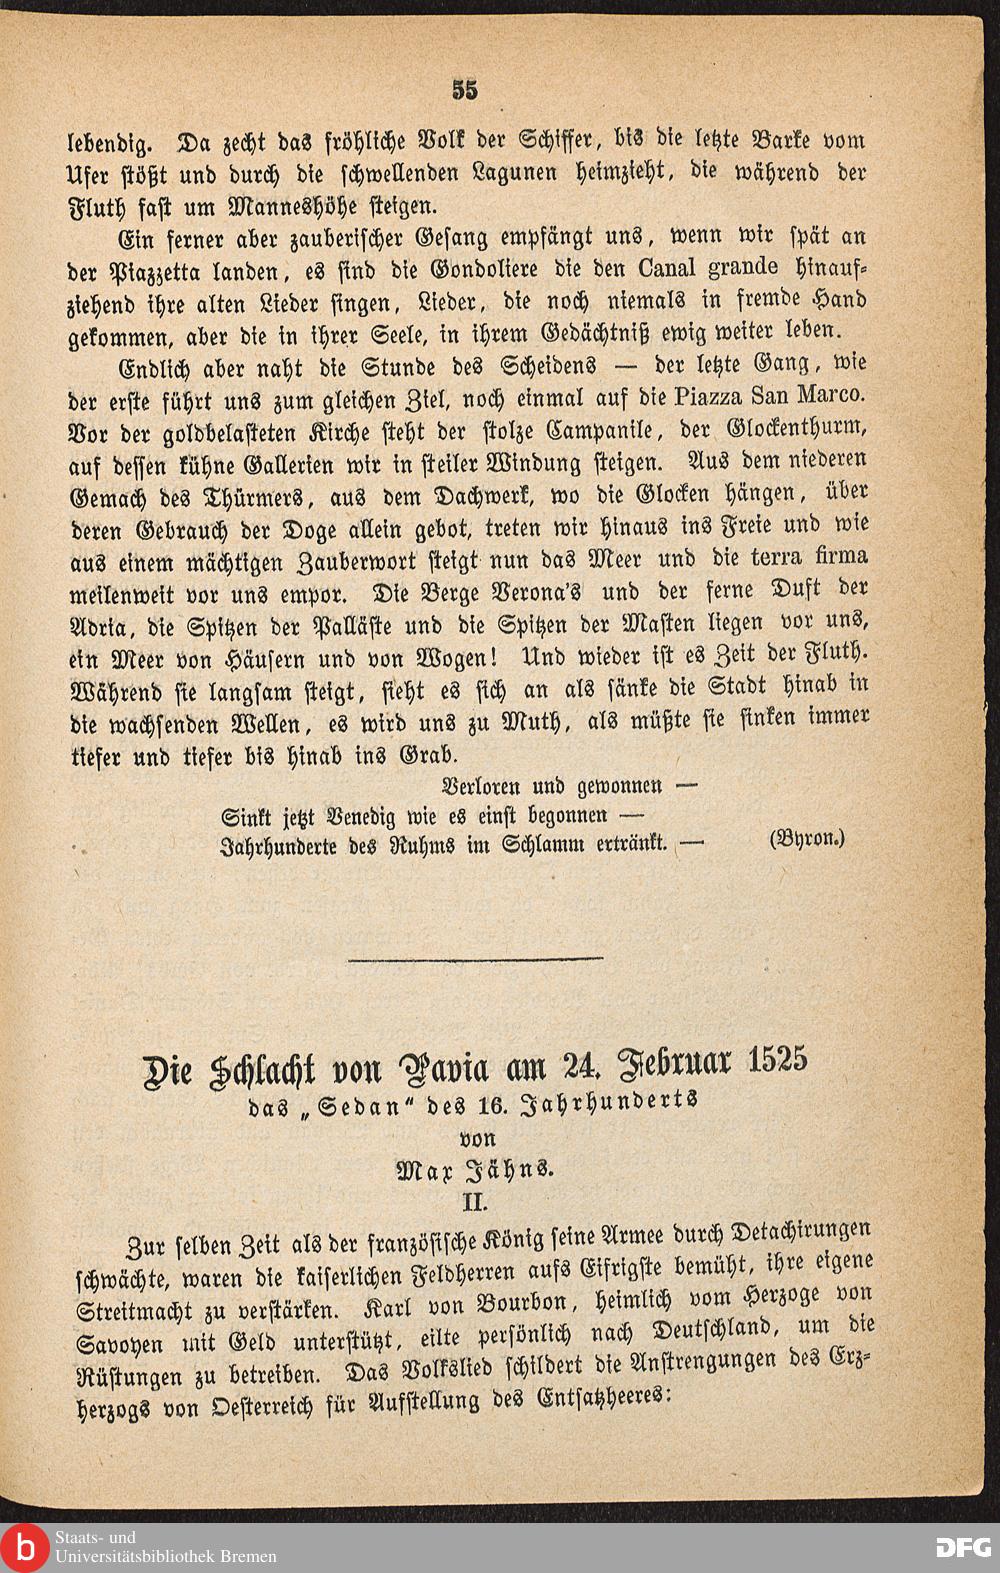 55
lebendig. Da zecht das fröhliche Volk der Schiffer, bis die letzte Barke vom
Ufer stößt und durch die schwellenden Lagunen heimzieht, die während der
Fluth fast um Manneshöhe steigen.
Ein ferner aber zauberischer Gesang empfängt uns, wenn wir spät an
der Piazzetta landen, es sind die Gondoliere die den Canal grande hinauf-
ziehend ihre alten Lieder singen, Lieder, die noch niemals in fremde Hand
gekommen, aber die in ihrer Seele, in ihrem Gedächtniß ewig weiter leben.
Endlich aber naht die Stunde des Scheidens — der letzte Gang, wie
der erste führt uns zum gleichen Ziel, noch einmal auf die Piazza San Marco.
Vor der goldbelasteten Kirche steht der stolze Campanile, der Glockenthurm,
auf dessen kühne Gallerien wir in steiler Windung steigen. Aus dem niederen
Gemach des Thürmers, aus dem Dachwerk, wo die Glocken hängen, über
deren Gebrauch der Doge allein gebot, treten wir hinaus ins Freie und wie
aus einem mächtigen Zauberwort steigt nun das Meer und die terra firma
meilenweit vor uns empor. Die Berge Verona's und der ferne Duft der
Adria, die Spitzen der Palläste und die Spitzen der Masten liegen vor uns,
ein Meer von Häusern und von Wogen! Und wieder ist es Zeit der Fluth.
Während sie langsam steigt, sieht es sich an als sänke die Stadt hinab in
die wachsenden Wellen, es wird uns zu Muth, als müßte sie sinken immer
tiefer und tiefer bis hinab ins Grab.
Verloren und gewonnen —
Sinkt jetzt Venedig wie es einst begonnen —
Jahrhunderte des Ruhms im Schlamm ertränkt. — (Byron.)
Die Schlacht von Pavia am 24. Februar 1525
das „Sedan“ des 16. Jahrhunderts
von
Max Jähns.
II.
Zur selben Zeit als der französische König seine Armee durch Detachirungen
schwächte, waren die kaiserlichen Feldherren aufs Eifrigste bemüht, ihre eigene
Streitmacht zu verstärken. Karl von Bourbon, heimlich vom Herzoge von
Savoyen mit Geld unterstützt, eilte persönlich nach Deutschland, um die
Rüstungen zu betreiben. Das Volkslied schildert die Anstrengungen des Erz-
herzogs von Oesterreich für Aufstellung des Entsatzheeres:
b Staats- und
Universitätsbibliothek Bremen
DFG